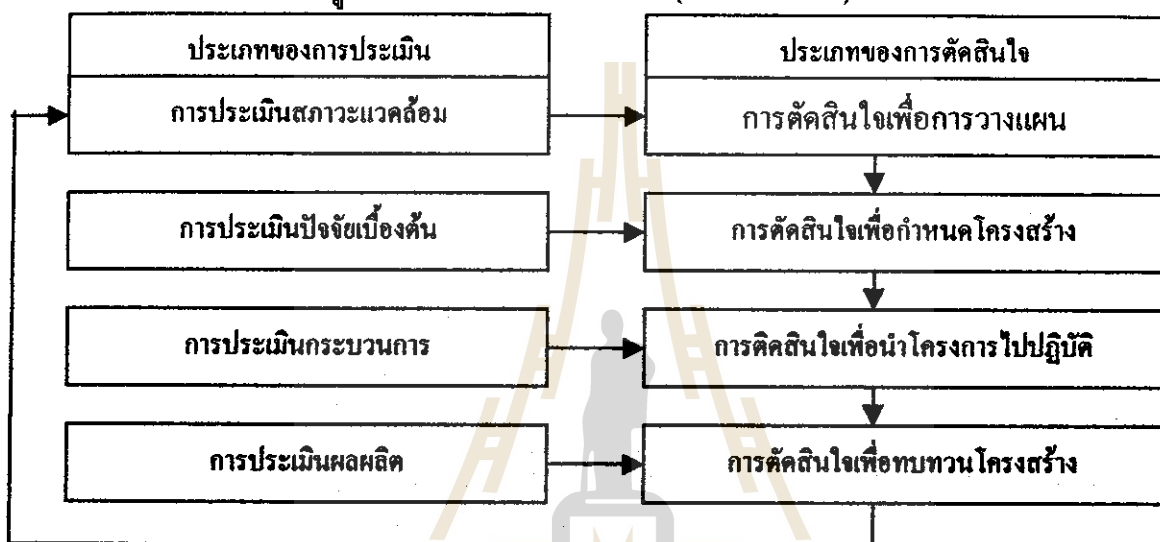 ประเภทของการประเมิน
ประเภทของการตัดสินใจ
การประเมินสภาวะแวดล้อม
การตัดสินใจเพื่อการวางแผน
การประเมินปัจจัยเบื้องต้น
การตัดสินใจเพื่อกำหนดโครงสร้าง
การประเมินกระบวนการ
การติดสินใจเพื่อนำโครงการไปปฏิบัติ
การประเมินผลผลิต
การตัดสินใจเพื่อทบทวนโครงสร้าง